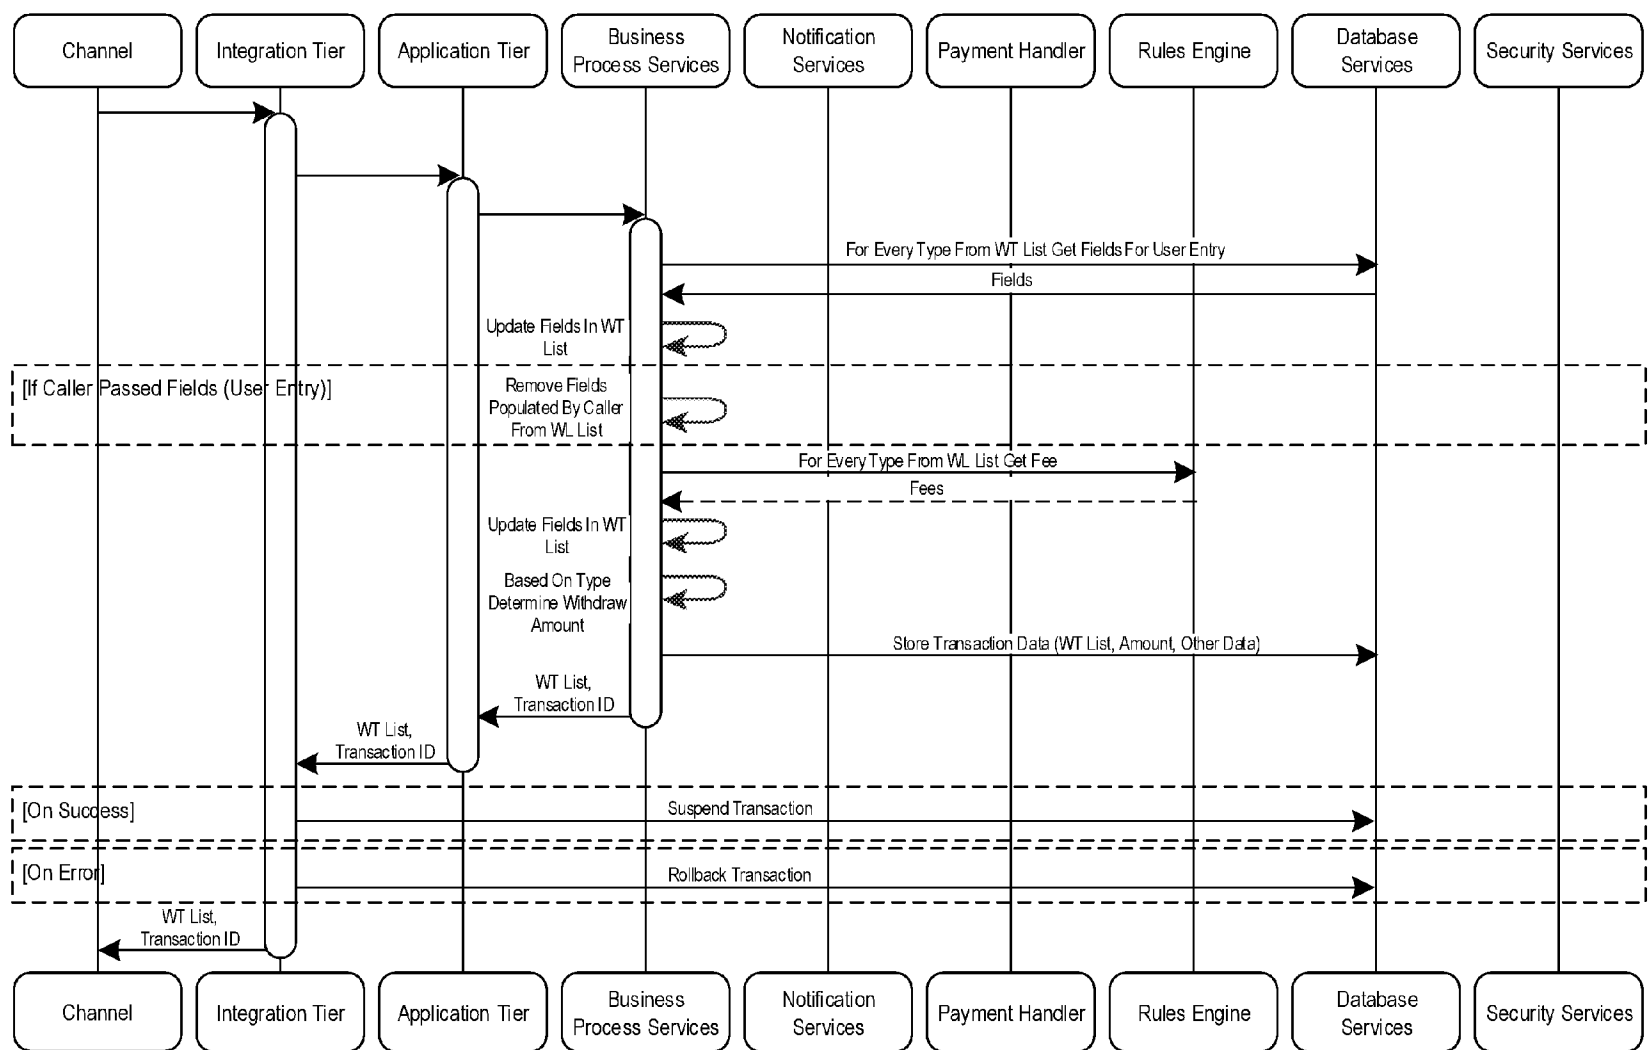 Channel
Integration Tier
Application Tier
Business
Process Services
Notification
Services
Payment Handler
Rules Engine
Database
Services
Security Services
For Every Type From WT List Get Fields For User Entry
Fields
Update Fields In WT
List
[If Caller Passed Fields (User Entry)]
Remove Fields
Populated By Caller
From WL List
For Every Type From WL List Get Fee
Fees
Update Fields In WT
List
Based On Type
Determine Withdraw
Amount
Store Transaction Data (WT List, Amount, Other Data)
WT List,
Transaction ID
WT List,
Transaction ID
[On Success]
Suspend Transaction
[On Error]
Rollback Transaction
WT List,
Transaction ID
Channel
Integration Tier
Application Tier
Business
Process Services
Notification
Services
Payment Handler
Rules Engine
Database
Services
Security Services